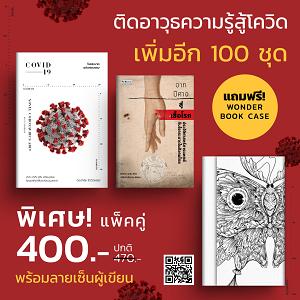 ติดอาวุธความรู้สู้โควิด
เพิ่มอีก 100 ชุด
แถมฟรี!
WONDER
BOOK CASE
COVID
19
จาก
ปีศาจ
สู่
เชื้อโรค
พิเศษ! แพ็คคู่
400.-
ปกติ
470.-
พร้อมลายเซ็นผู้เขียน